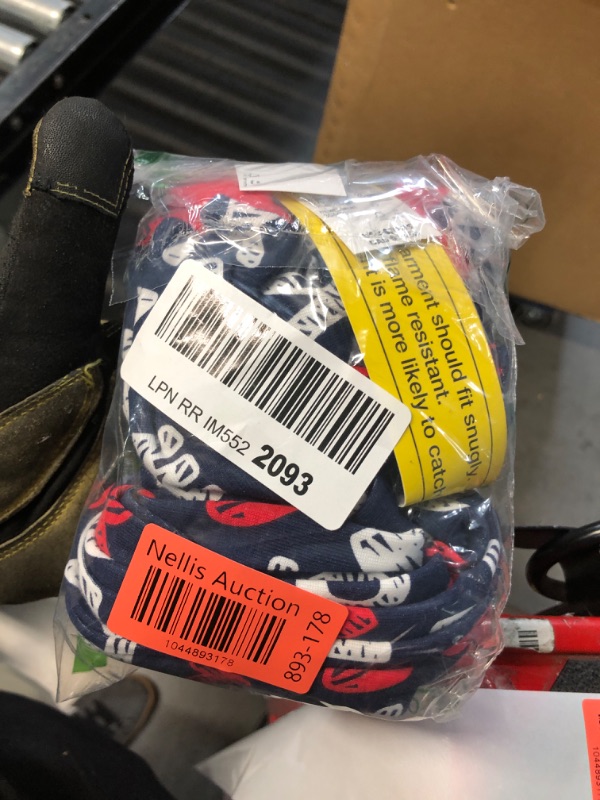 arment should fit snugly
flame resistant.
t is more likely to catch
LPN RR IM552 2093
Nellis Auction
1044893178
893-178